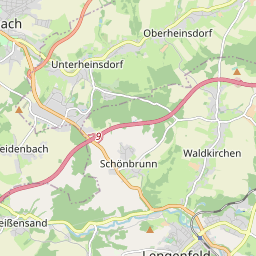 ach
Oberheinsdorf
Unterheinsdorf
9
eidenbach
Schönbrunn
Waldkirchen
eißensand
Lengenfeld